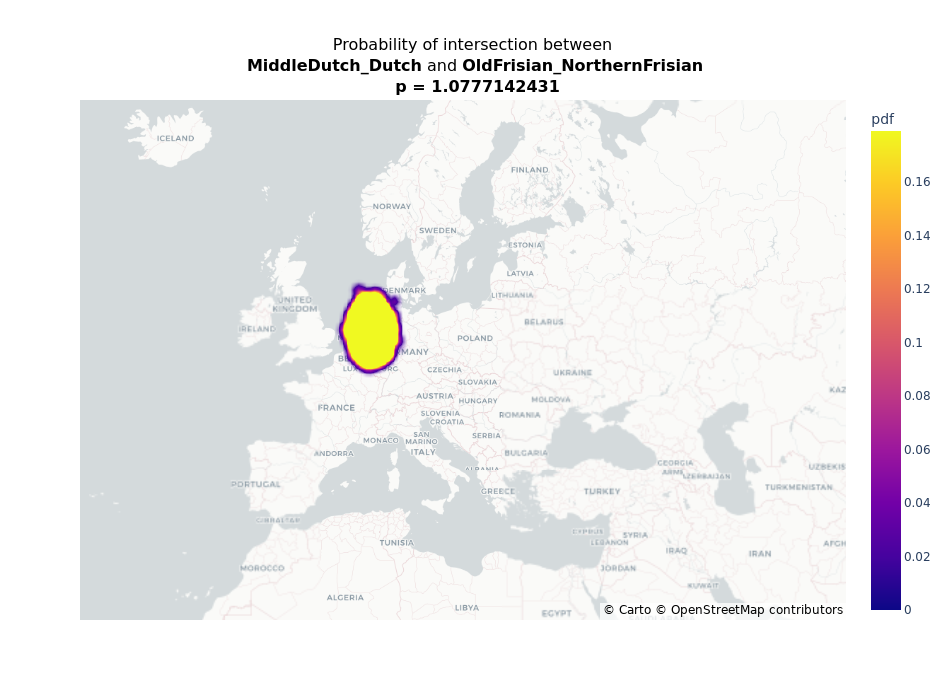 Probability of intersection between
MiddleDutch_Dutch and OldFrisian_NorthernFrisian
p = 1.0777142431
pdf
ICELAND
0.16
FINLAND
NORWAY
SWEDEN
0.14
ESTONIA
LATVIA
0.12
DENMARK
LITHUANIA
UNITED
KINGDOM
BELARUS
IRELAND
0.1
POLAND
MANY
CZECHIA
UKRAINE
SLOVAKIA
0.08
KAZ
AUSTRIA
HUNGARY
MOLDOVA
FRANCE
SLOVENIA
CROATIA
ROMANIA
SAN
MARINO
SERBIA
MONACO
0.06
ANDORRA
ITALY
BULGARIA
GEORGIA
UZBEKIS
ALBANIA
ARME
AZERBAIJAN
PORTUGAL
GREECE
TURKEY
TURKMENISTAN
0.04
GIBRALTAR
CYPRUS
SYRIA
LEBANON
TUNISIA
AFGH
IRAQ
IRAN
0.02
MOROCCO
JORDAN
KUWAIT
ALGERIA
LIBYA
EGYPT
© Carto © OpenStreetMap contributors
0